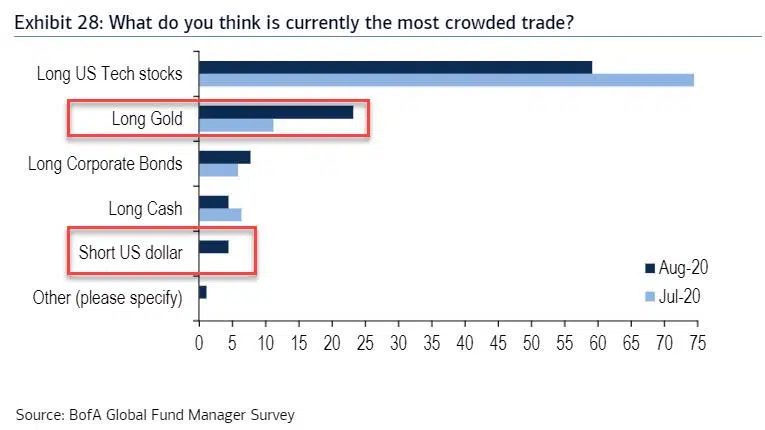 Exhibit 28: What do you think is currently the most crowded trade?
Long US Tech stocks
Long Gold
Long Corporate Bonds
Long Cash
Short US dollar
Other (please specify)
Aug-20
Jul-20
0 5 10 15 20 25 30 35 40 45 50 55 60 65 70 75
Source: BofA Global Fund Manager Survey